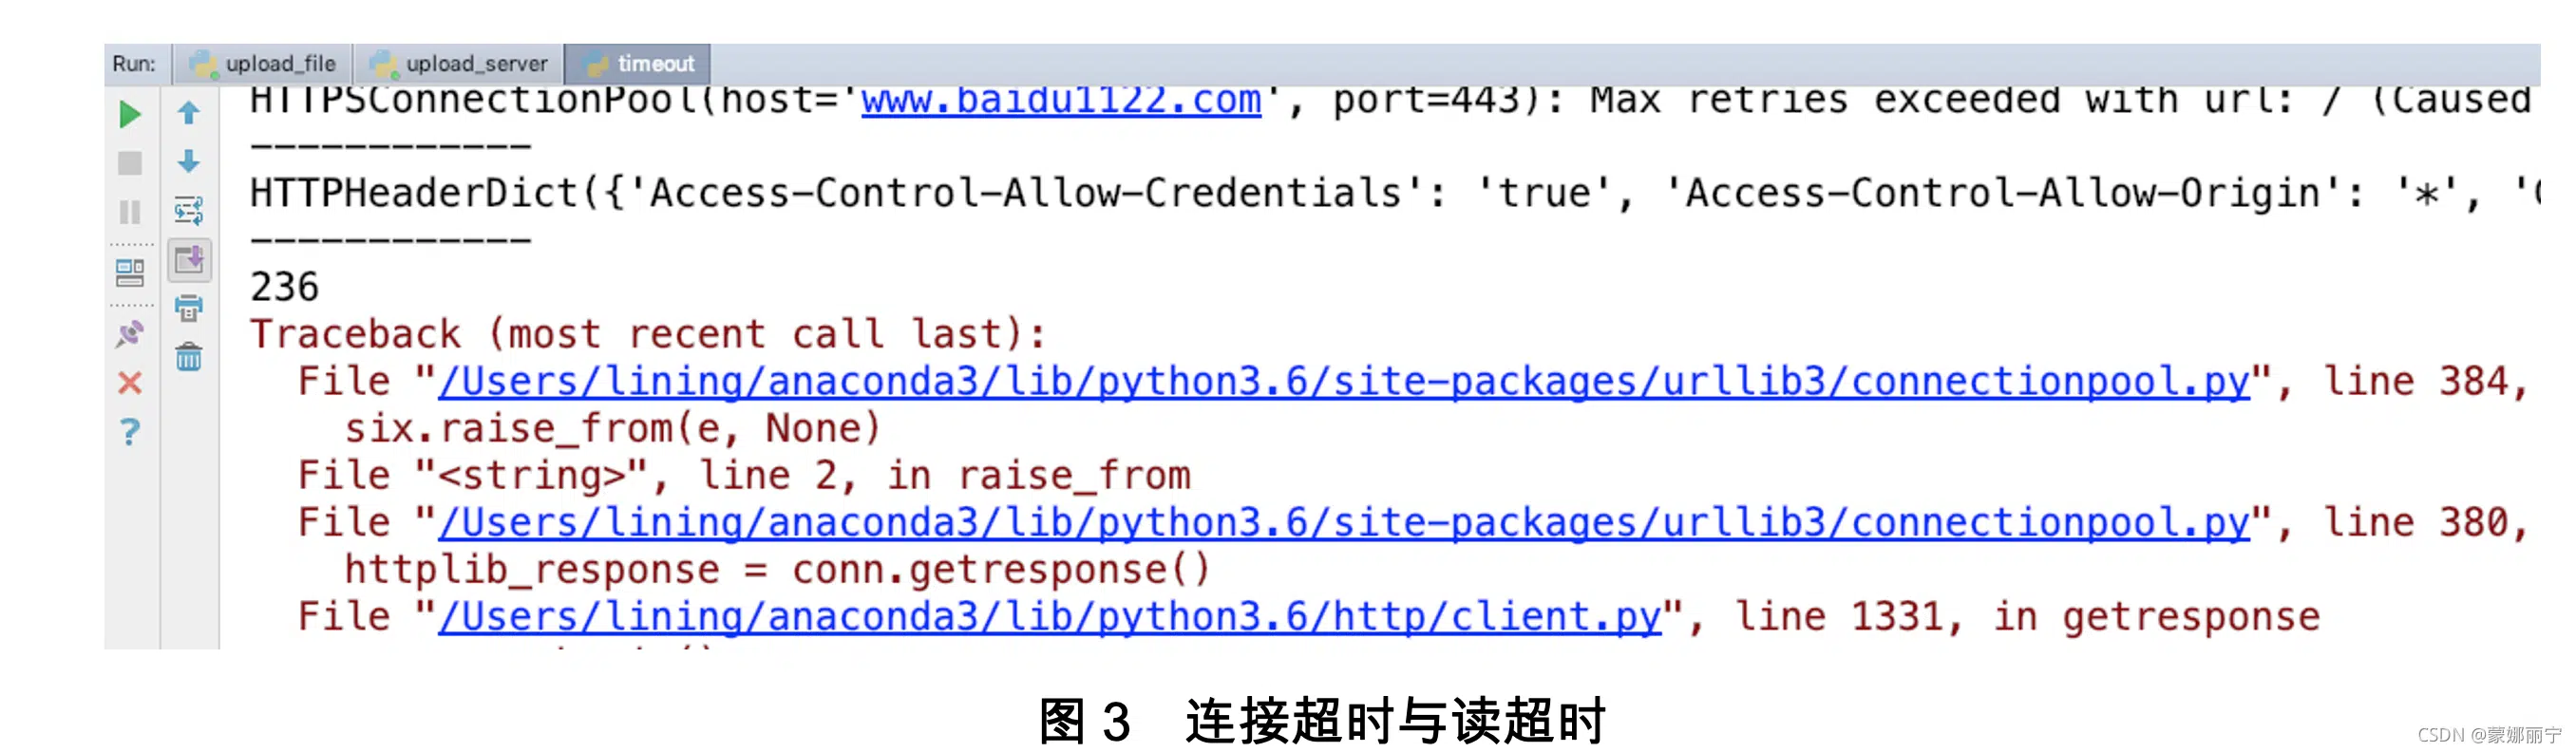 Run: upload_file upload_server timeout
HTTPSConnectionPool(host='www.baidu1122.com', port=443): Max retries exceeded with url: / (Caused
------------
HTTPHeaderDict({'Access-Control-Allow-Credentials': 'true', 'Access-Control-Allow-Origin': '*', '
------------
236
Traceback (most recent call last):
File "/Users/lining/anaconda3/lib/python3.6/site-packages/urllib3/connectionpool.py", line 384,
six.raise_from(e, None)
File "<string>", line 2, in raise_from
File "/Users/lining/anaconda3/lib/python3.6/site-packages/urllib3/connectionpool.py", line 380,
httplib_response = conn.getresponse()
File "/Users/lining/anaconda3/lib/python3.6/http/client.py", line 1331, in getresponse
图 3 连接超时与读超时
CSDN @蒙娜丽宁